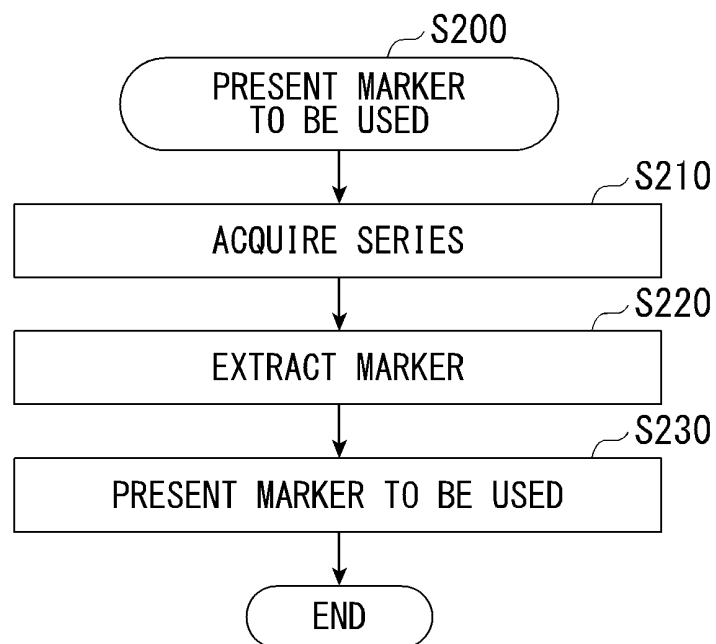 S200
PRESENT MARKER
TO BE USED
S210
ACQUIRE SERIES
S220
EXTRACT MARKER
S230
PRESENT MARKER TO BE USED
END